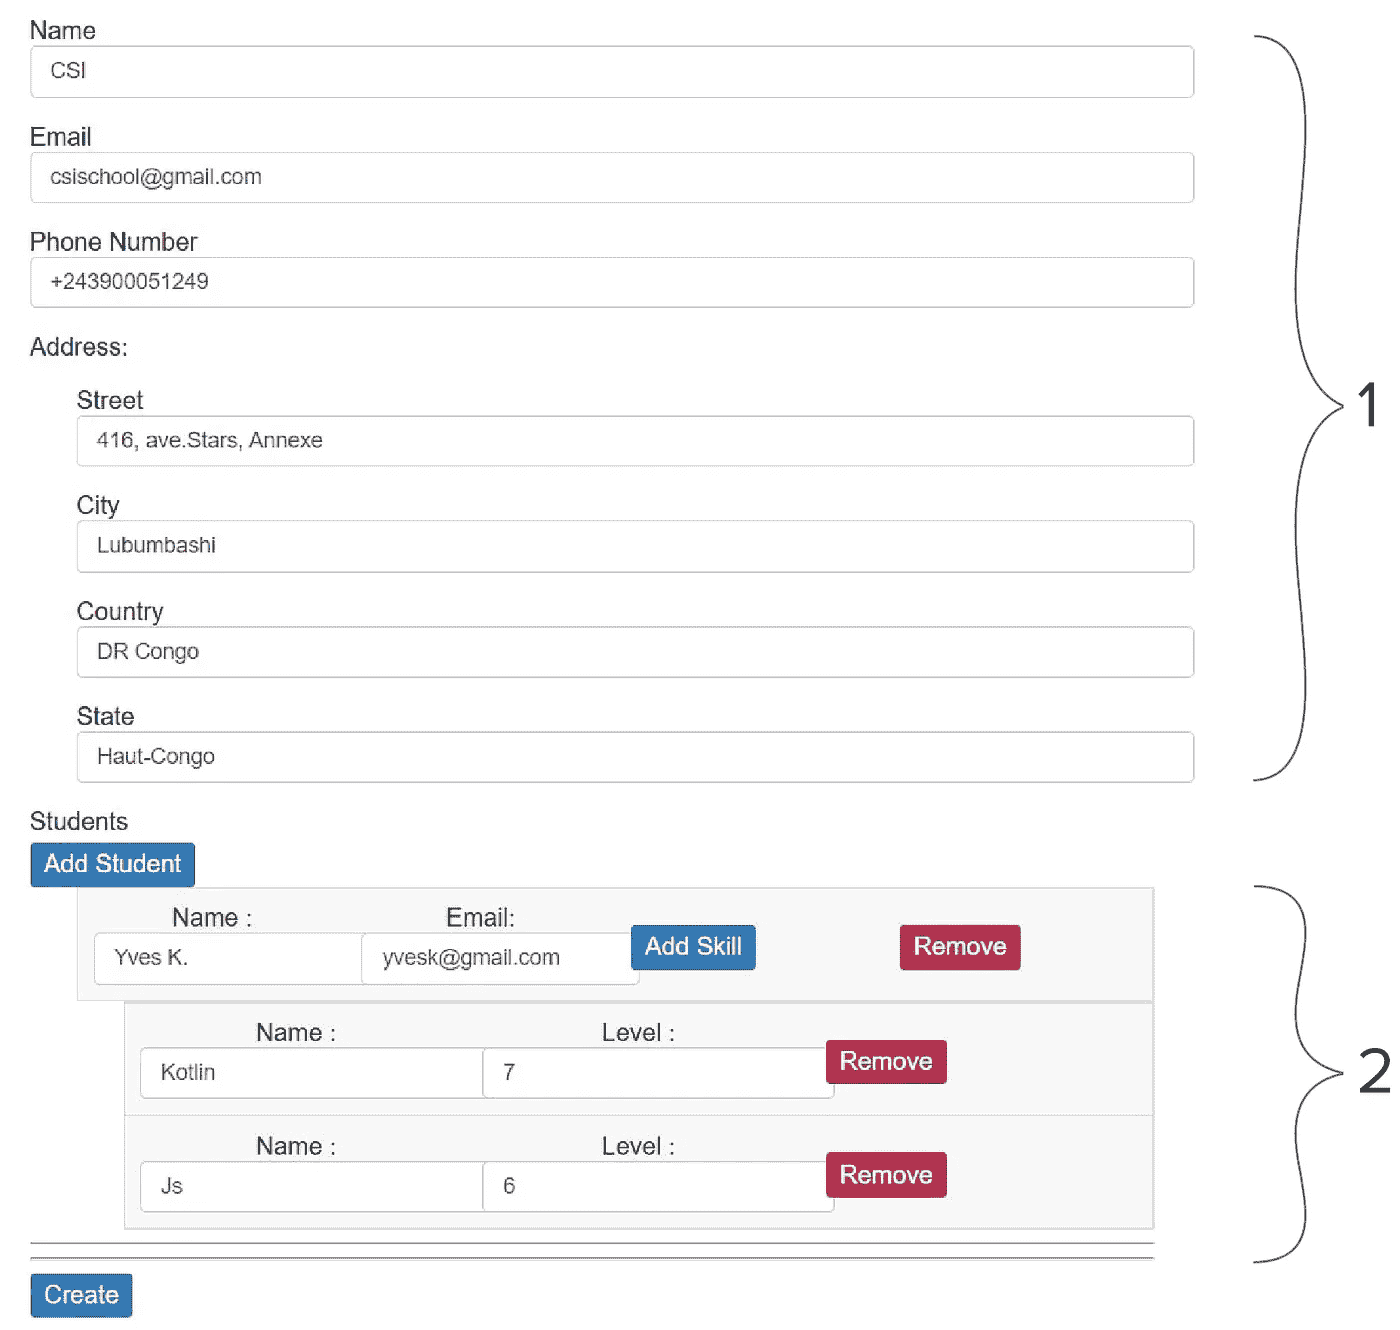 Name
CSI
Email
csischool@gmail.com
Phone Number
+243900051249
Address:
Street
416, ave.Stars, Annexe
City
Lubumbashi
Country
DR Congo
State
Haut-Congo
1
Students
Add Student
Name : Email:
Yves K. yvesk@gmail.com Add Skill Remove
Name : Level :
Kotlin 7 Remove
Name : Level :
Js 6 Remove
2
Create